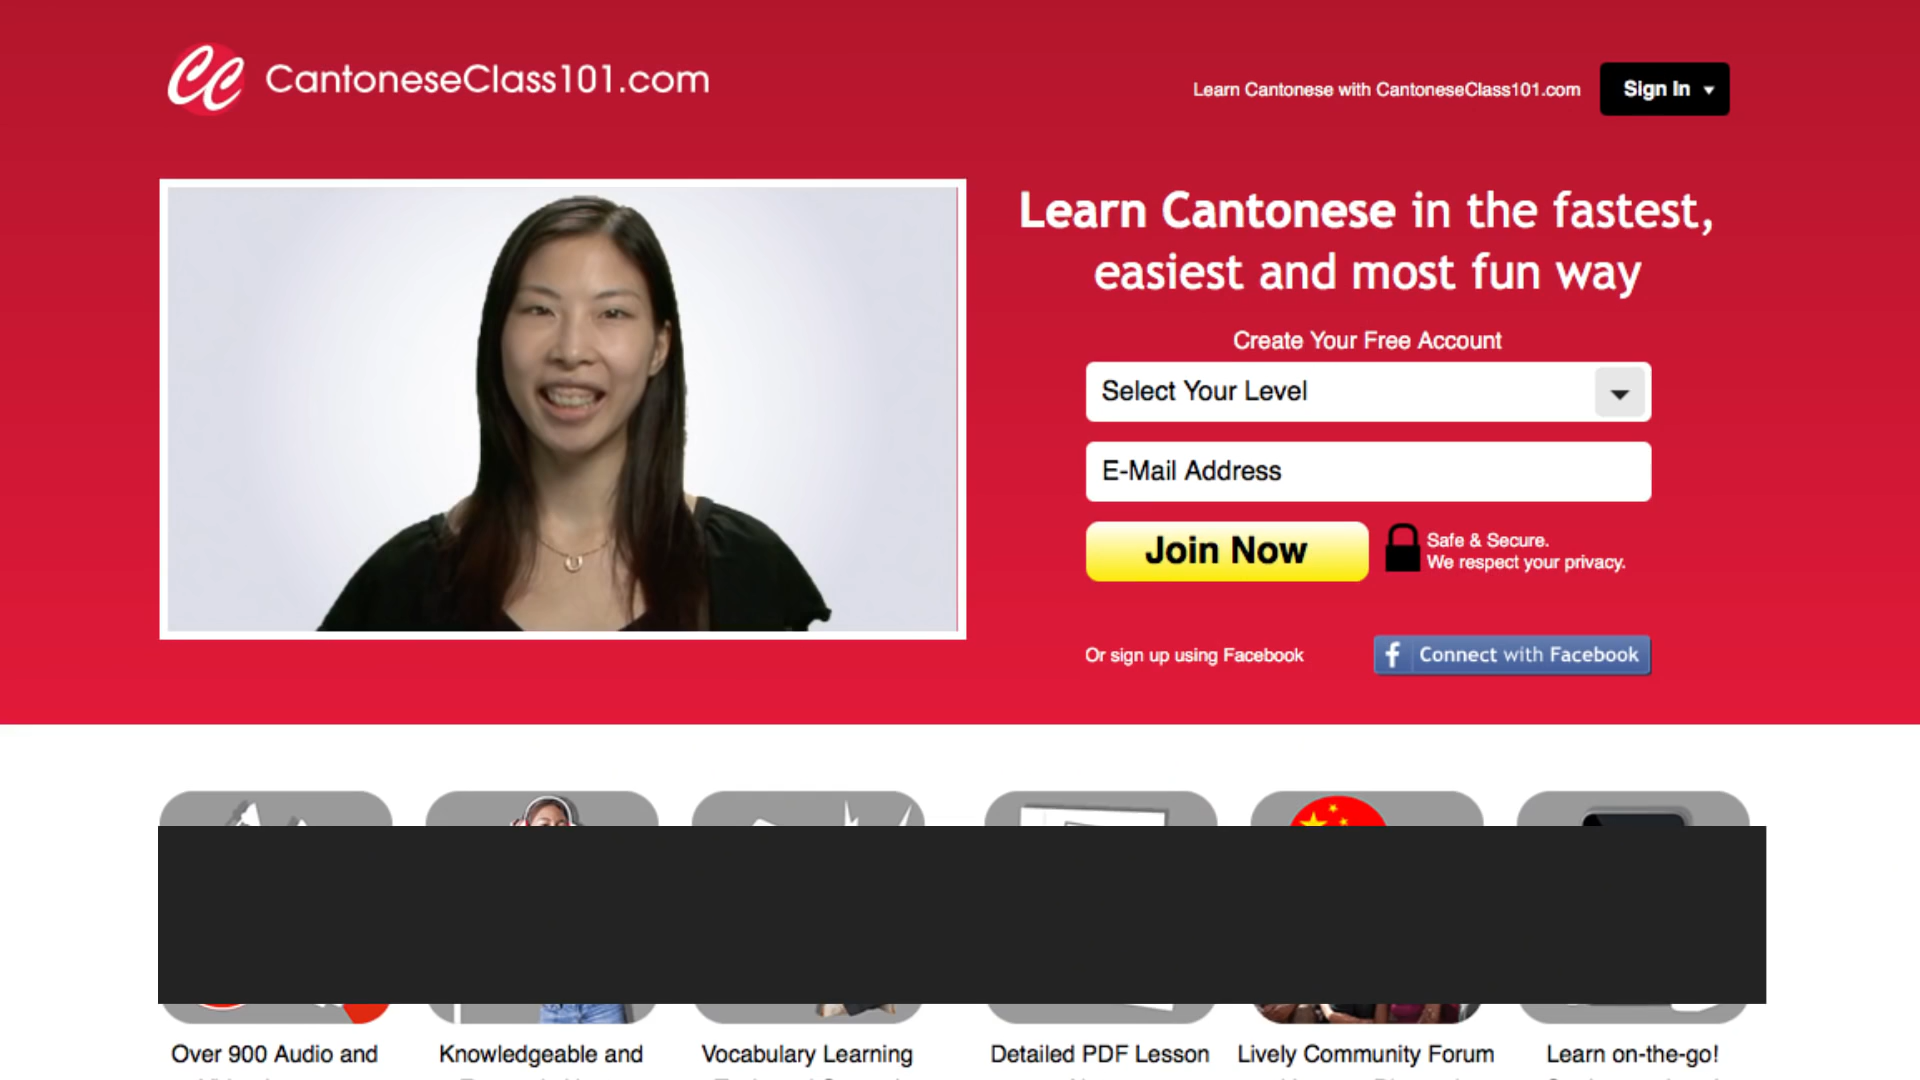 CC CantoneseClass101.com
Learn Cantonese with CantoneseClass101.com
Sign In
Learn Cantonese in the fastest,
easiest and most fun way
Create Your Free Account
Select Your Level
E-Mail Address
Join Now
Safe & Secure.
We respect your privacy.
Or sign up using Facebook
f Connect with Facebook
Over 900 Audio and
Knowledgeable and
Vocabulary Learning
Detailed PDF Lesson
Lively Community Forum
Learn on-the-go!